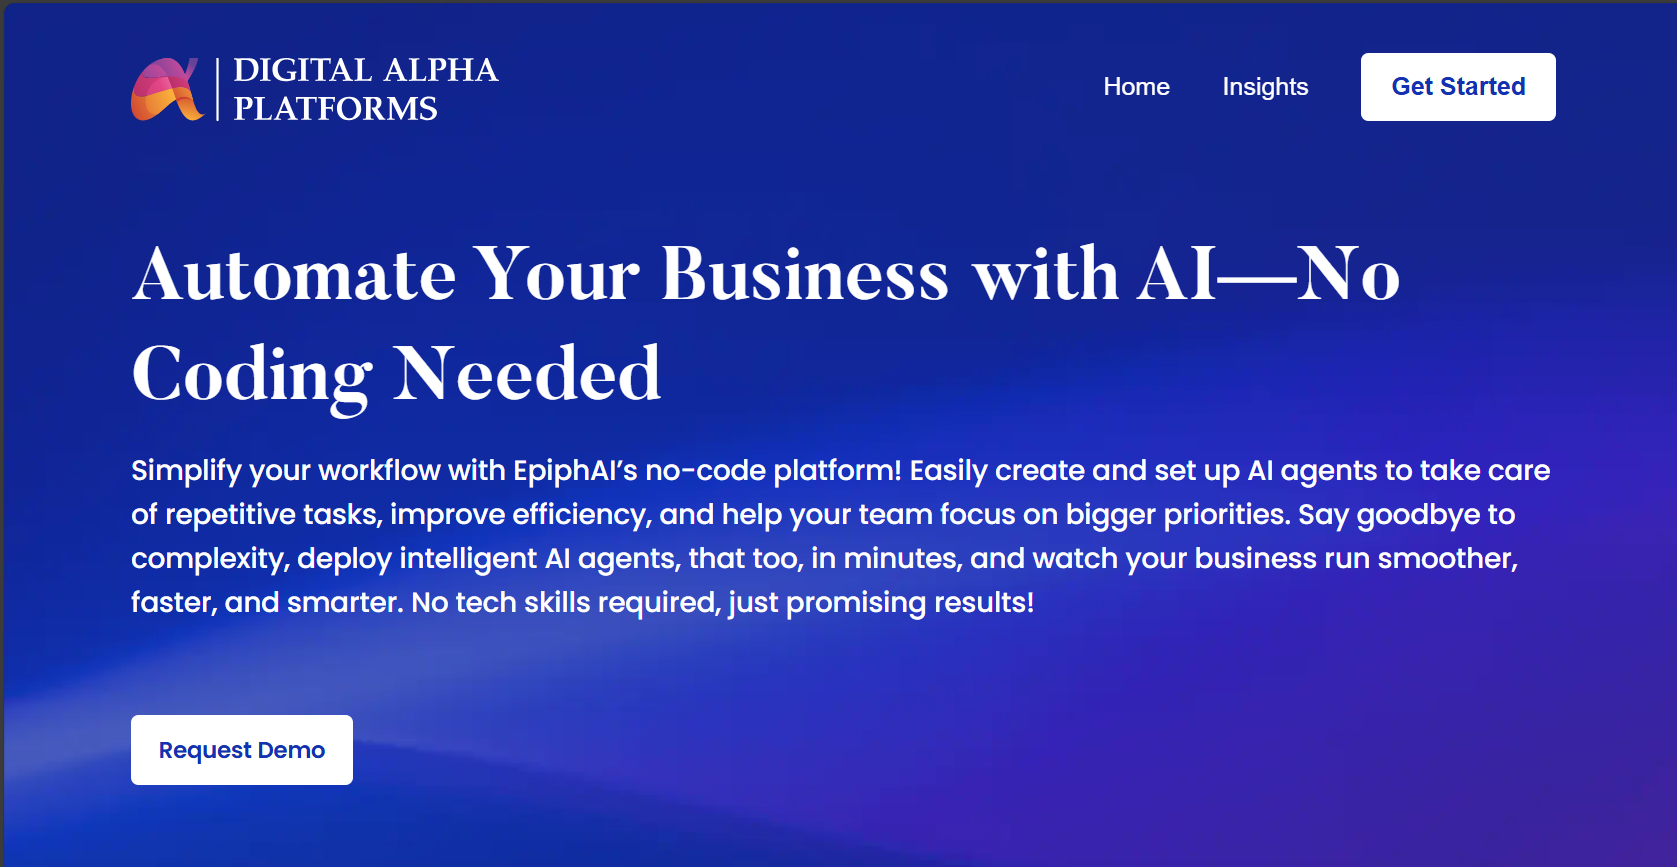 DIGITAL ALPHA
PLATFORMS
Home
Insights
Get Started
Automate Your Business with AI—No
Coding Needed
Simplify your workflow with EpiphAI’s no-code platform! Easily create and set up AI agents to take care
of repetitive tasks, improve efficiency, and help your team focus on bigger priorities. Say goodbye to
complexity, deploy intelligent AI agents, that too, in minutes, and watch your business run smoother,
faster, and smarter. No tech skills required, just promising results!
Request Demo